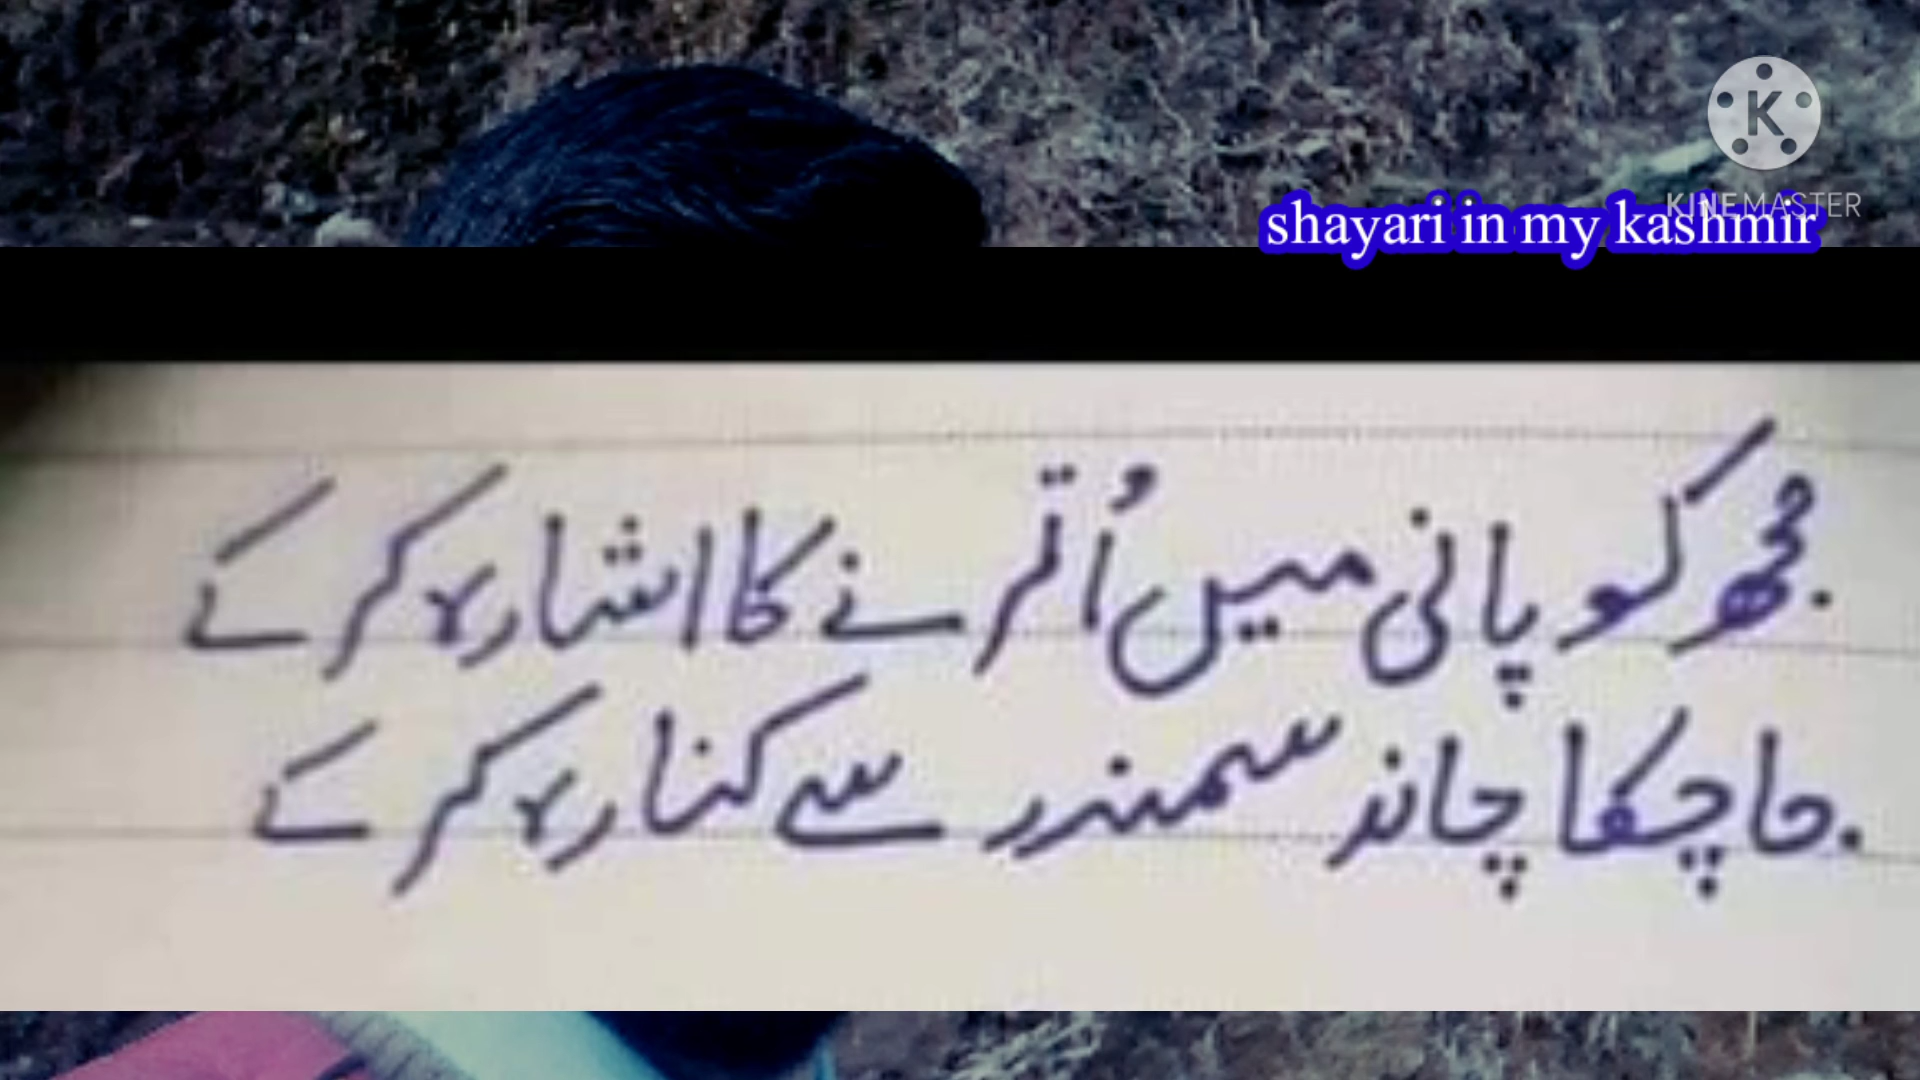 KINEMASTER
shayari in my kashmir
مجھ کو پانی میں اُترنے کا اشارہ کر کے
جا چکا چاند سمندر سے کنارہ کر کے